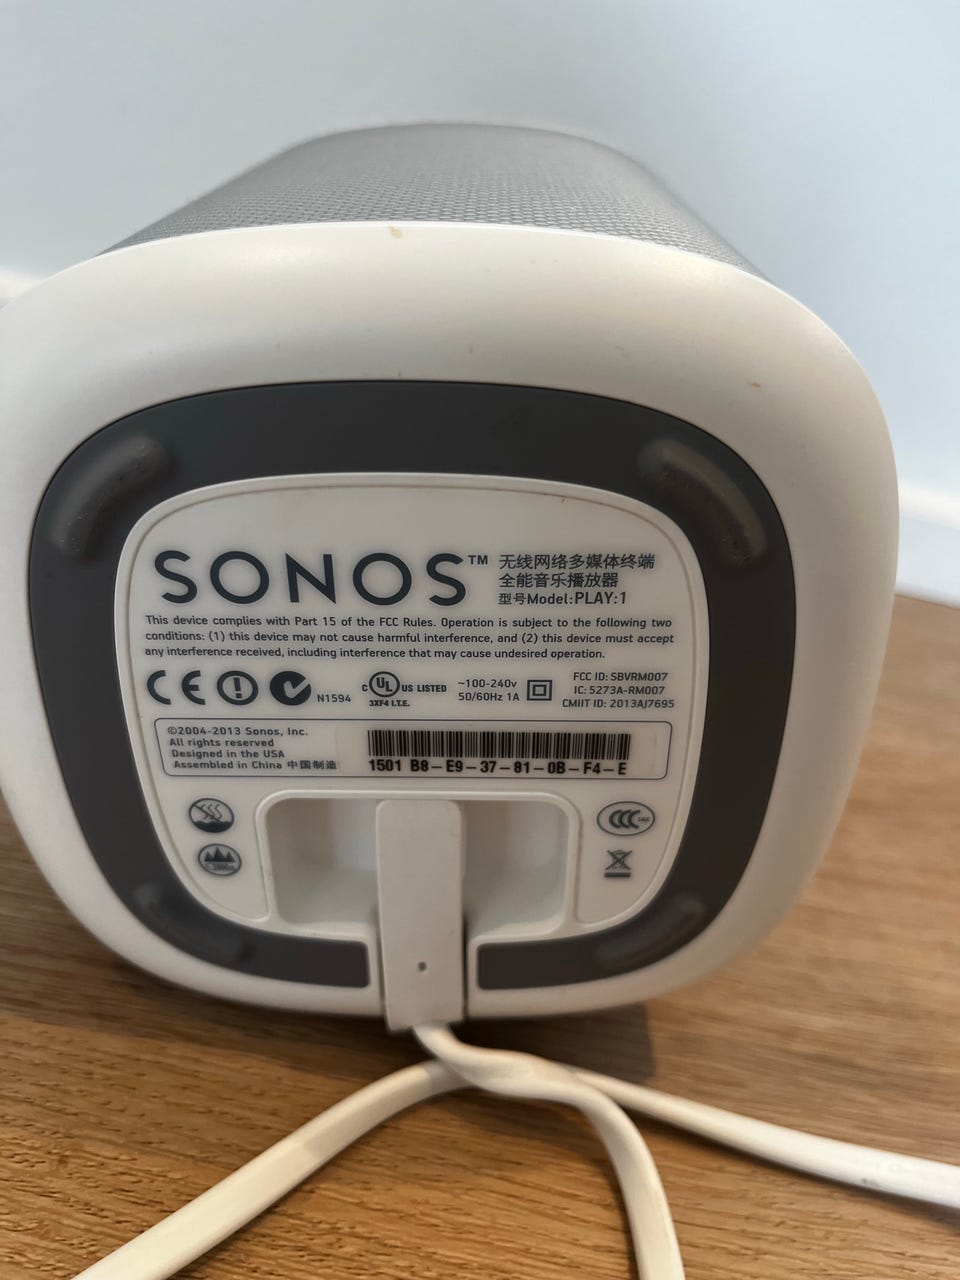 SONOS™
无线网络多媒体终端
全能音乐播放器
型号Model:PLAY:1
This device complies with Part 15 of the FCC Rules. Operation is subject to the following two
conditions: (1) this device may not cause harmful interference, and (2) this device must accept
any interference received, including interference that may cause undesired operation.
CE
N1594
C UL US LISTED
3XF4 I.T.E.
~100-240v
50/60Hz 1A
FCC ID: SBVRM007
IC: 5273A-RM007
CMIIT ID: 2013AJ7695
©2004-2013 Sonos, Inc.
All rights reserved
Designed in the USA
Assembled in China 中国制造
1501 B8-E9-37-81-0B-F4-E
CCC